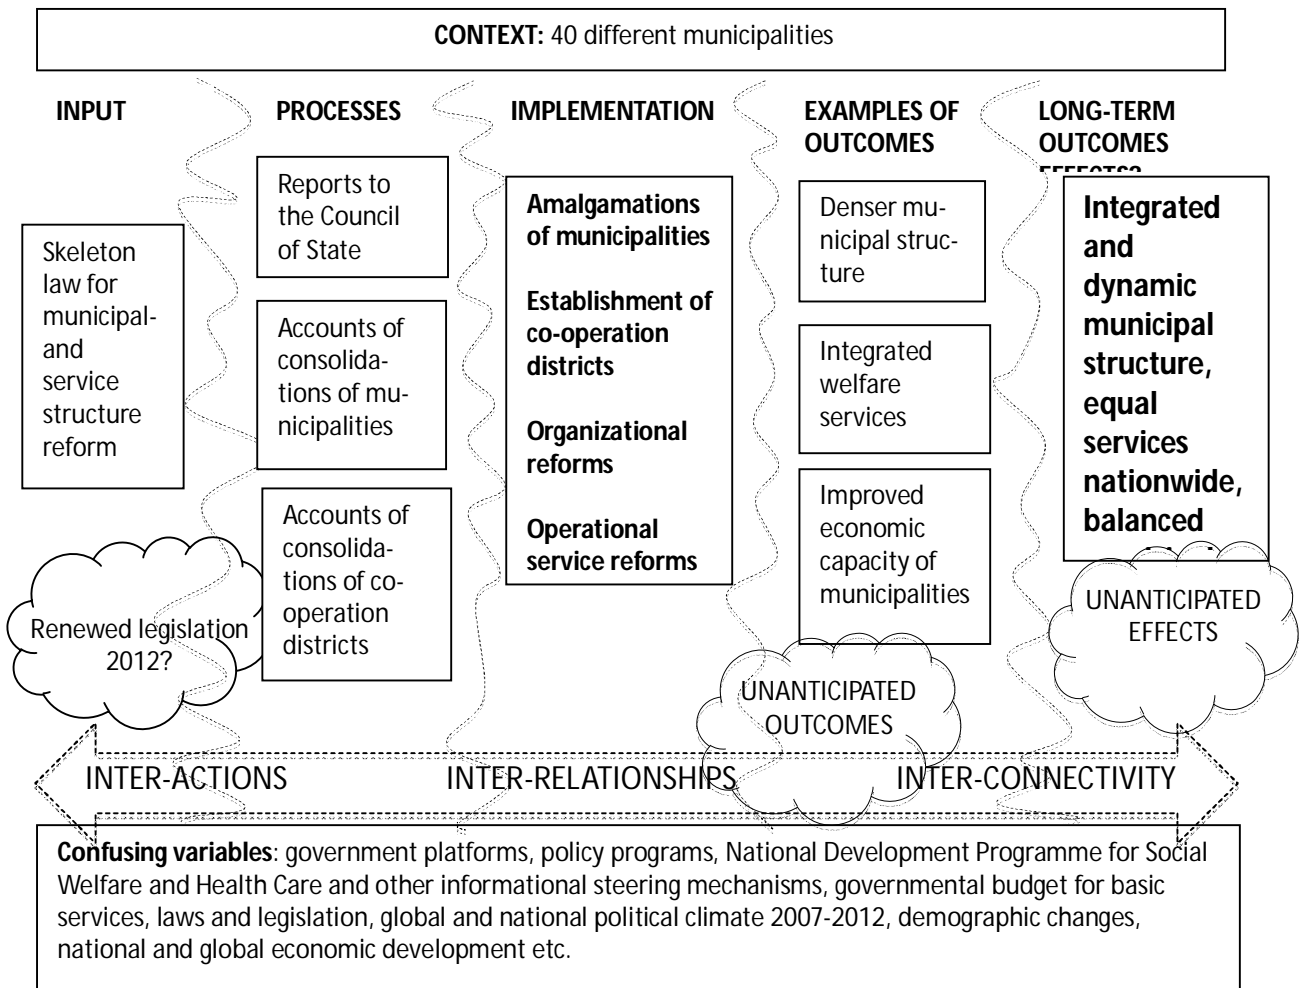 CONTEXT: 40 different municipalities
INPUT
Skeleton
law for
municipal-
and
service
structure
reform
Renewed legislation
2012?
PROCESSES
Reports to
the Council
of State
Accounts of
consolida-
tions of mu-
nicipalities
Accounts of
consolida-
tions of co-
operation
districts
IMPLEMENTATION
Amalgamations
of municipalities
Establishment of
co-operation
districts
Organizational
reforms
Operational
service reforms
EXAMPLES OF
OUTCOMES
Denser mu-
nicipal struc-
ture
Integrated
welfare
services
Improved
economic
capacity of
municipalities
UNANTICIPATED
OUTCOMES
LONG-TERM
OUTCOMES
EFFECTS?
Integrated
and
dynamic
municipal
structure,
equal
services
nationwide,
balanced
UNANTICIPATED
EFFECTS
INTER-ACTIONS
INTER-RELATIONSHIPS
INTER-CONNECTIVITY
Confusing variables: government platforms, policy programs, National Development Programme for Social
Welfare and Health Care and other informational steering mechanisms, governmental budget for basic
services, laws and legislation, global and national political climate 2007-2012, demographic changes,
national and global economic development etc.